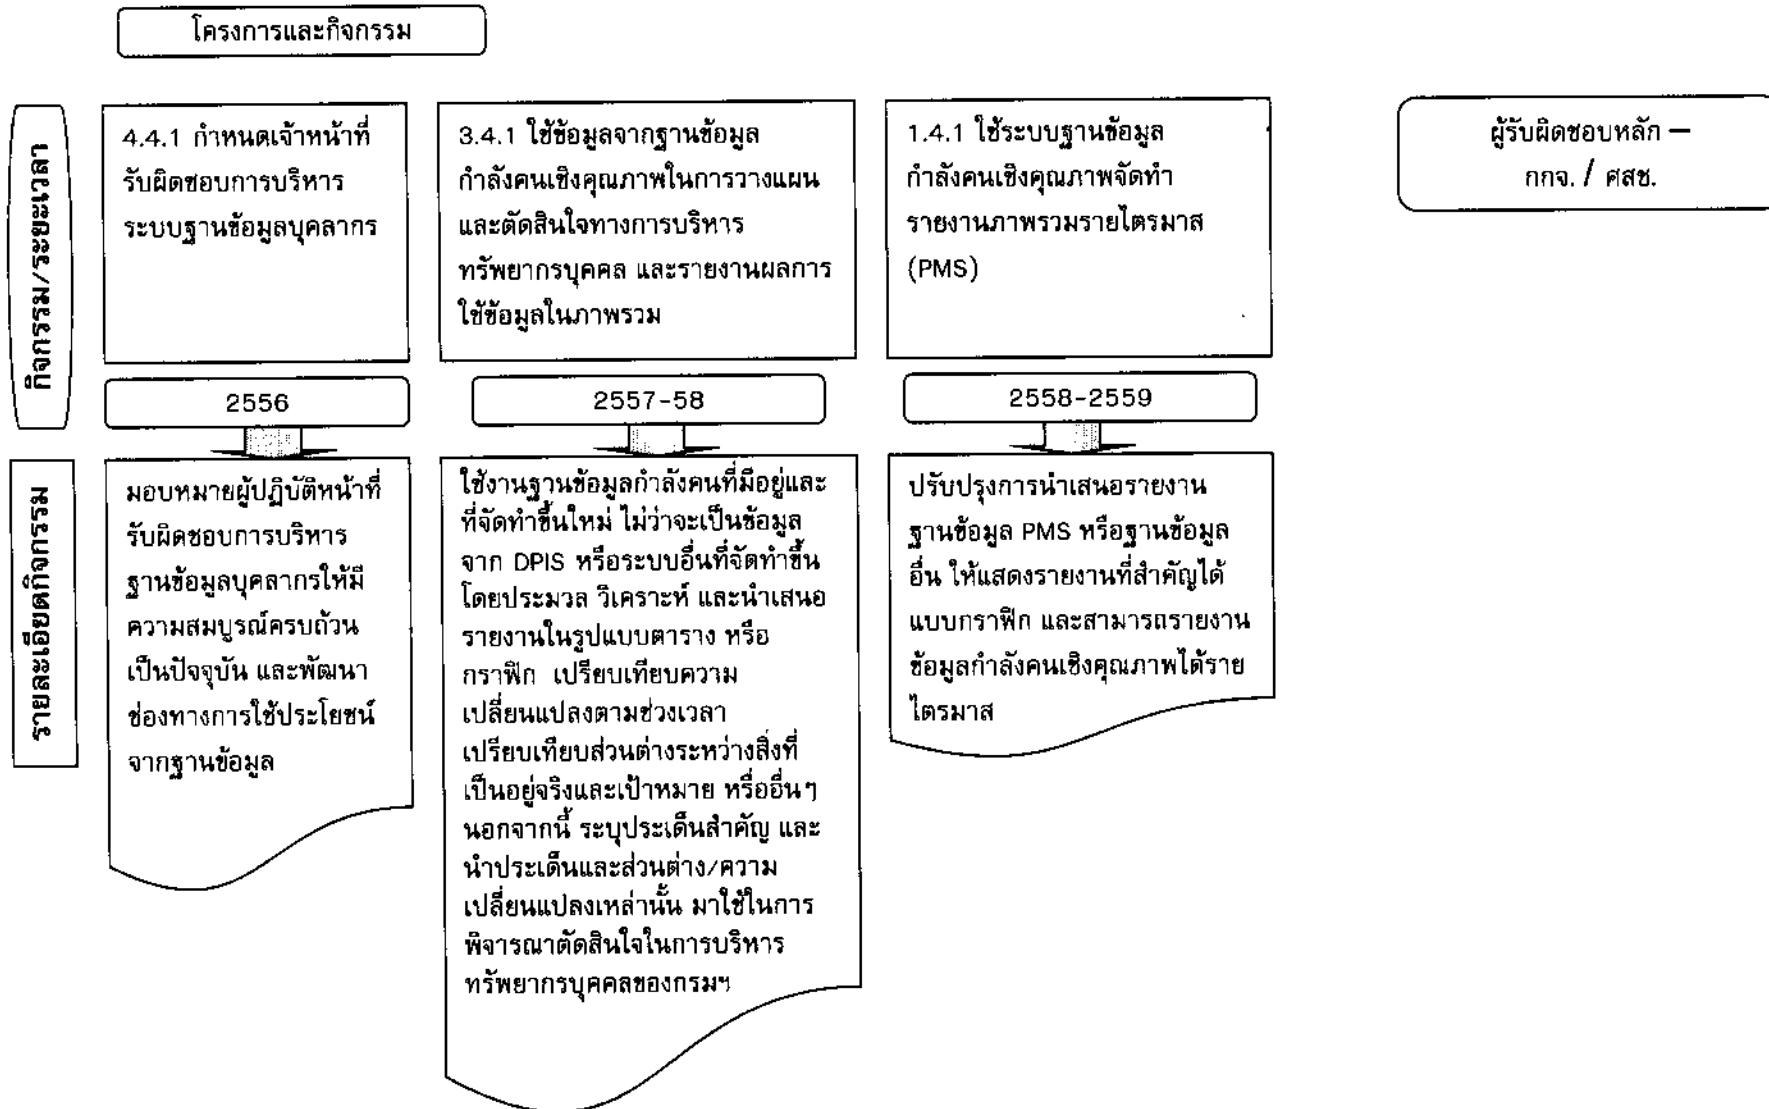 โครงการและกิจกรรม
กิจกรรม/ระยะเวลา
4.4.1 กำหนดเจ้าหน้าที่
รับผิดชอบการบริหาร
ระบบฐานข้อมูลบุคลากร
3.4.1 ใช้ข้อมูลจากฐานข้อมูล
กำลังคนเชิงคุณภาพในการวางแผน
และตัดสินใจทางการบริหาร
ทรัพยากรบุคคล และรายงานผลการ
ใช้ข้อมูลในภาพรวม
1.4.1 ใช้ระบบฐานข้อมูล
กำลังคนเชิงคุณภาพจัดทำ
รายงานภาพรวมรายไตรมาส
(PMS)
ผู้รับผิดชอบหลัก –
กกจ. / ศสช.
2556
2557-58
2558-2559
รายละเอียดกิจกรรม
มอบหมายผู้ปฏิบัติหน้าที่
รับผิดชอบการบริหาร
ฐานข้อมูลบุคลากรให้มี
ความสมบูรณ์ครบถ้วน
เป็นปัจจุบัน และพัฒนา
ช่องทางการใช้ประโยชน์
จากฐานข้อมูล
ใช้งานฐานข้อมูลกำลังคนที่มีอยู่และ
ที่จัดทำขึ้นใหม่ ไม่ว่าจะเป็นข้อมูล
จาก DPIS หรือระบบอื่นที่จัดทำขึ้น
โดยประมวล วิเคราะห์ และนำเสนอ
รายงานในรูปแบบตาราง หรือ
กราฟิก เปรียบเทียบความ
เปลี่ยนแปลงตามช่วงเวลา
เปรียบเทียบส่วนต่างระหว่างสิ่งที่
เป็นอยู่จริงและเป้าหมาย หรืออื่นๆ
นอกจากนี้ ระบุประเด็นสำคัญ และ
นำประเด็นและส่วนต่าง/ความ
เปลี่ยนแปลงเหล่านั้น มาใช้ในการ
พิจารณาตัดสินใจในการบริหาร
ทรัพยากรบุคคลของกรมฯ
ปรับปรุงการนำเสนอรายงาน
ฐานข้อมูล PMS หรือฐานข้อมูล
อื่น ให้แสดงรายงานที่สำคัญได้
แบบกราฟิก และสามารถรายงาน
ข้อมูลกำลังคนเชิงคุณภาพได้ราย
ไตรมาส